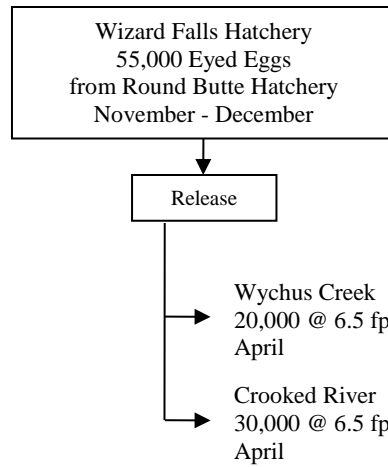 Wizard Falls Hatchery
55,000 Eyed Eggs
from Round Butte Hatchery
November - December
Release
Wychus Creek
20,000 @ 6.5 fp
April
Crooked River
30,000 @ 6.5 fp
April